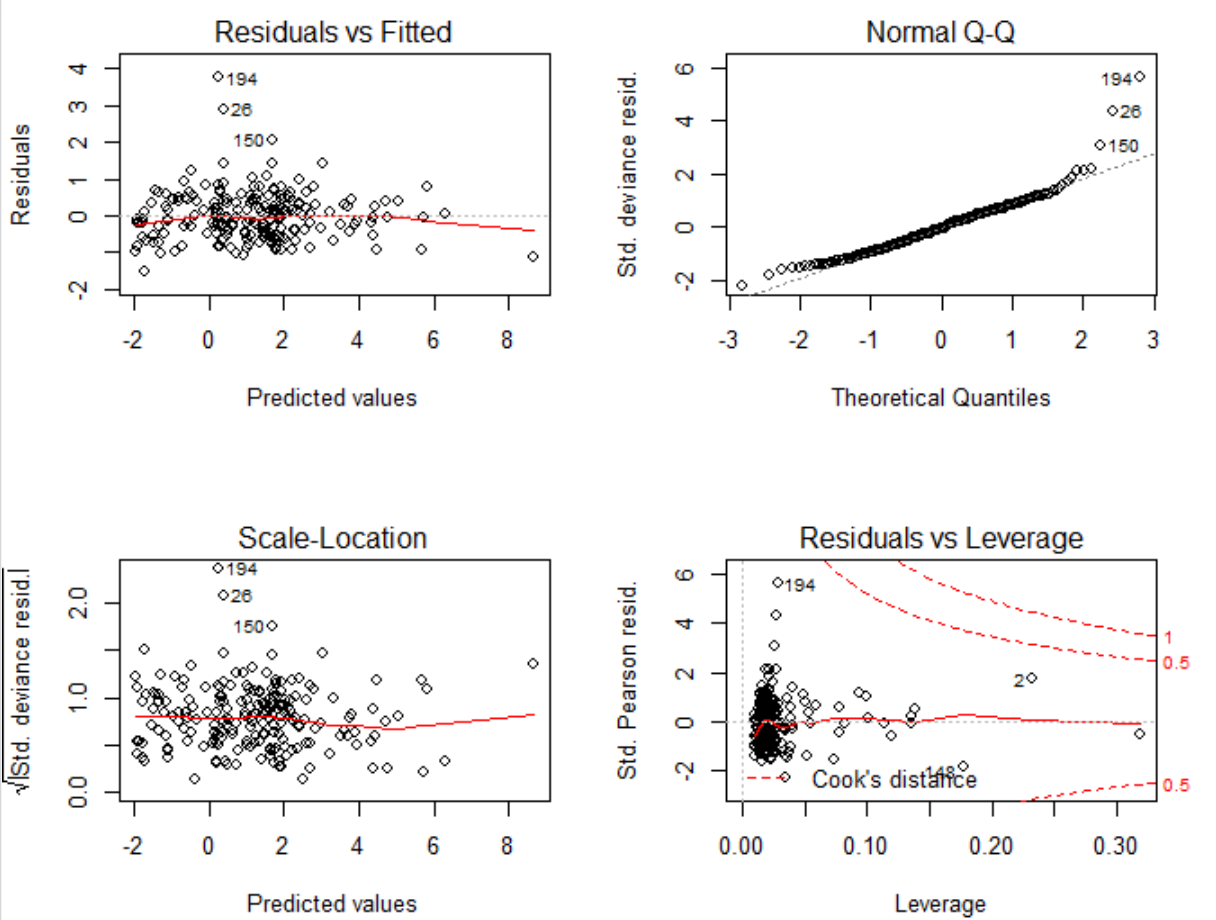 Residuals vs Fitted
Residuals
4
3
2
1
0
-2
194
26
150
-2 0 2 4 6 8
Predicted values
Normal Q-Q
Std. deviance resid.
6
4
2
0
-2
194
26
150
-3 -2 -1 0 1 2 3
Theoretical Quantiles
Scale-Location
√|Std. deviance resid.|
2.0
1.0
0.0
194
26
150
-2 0 2 4 6 8
Predicted values
Residuals vs Leverage
Std. Pearson resid.
6
4
2
0
-2
194
2
148
Cook's distance
1
0.5
0.5
0.00 0.10 0.20 0.30
Leverage